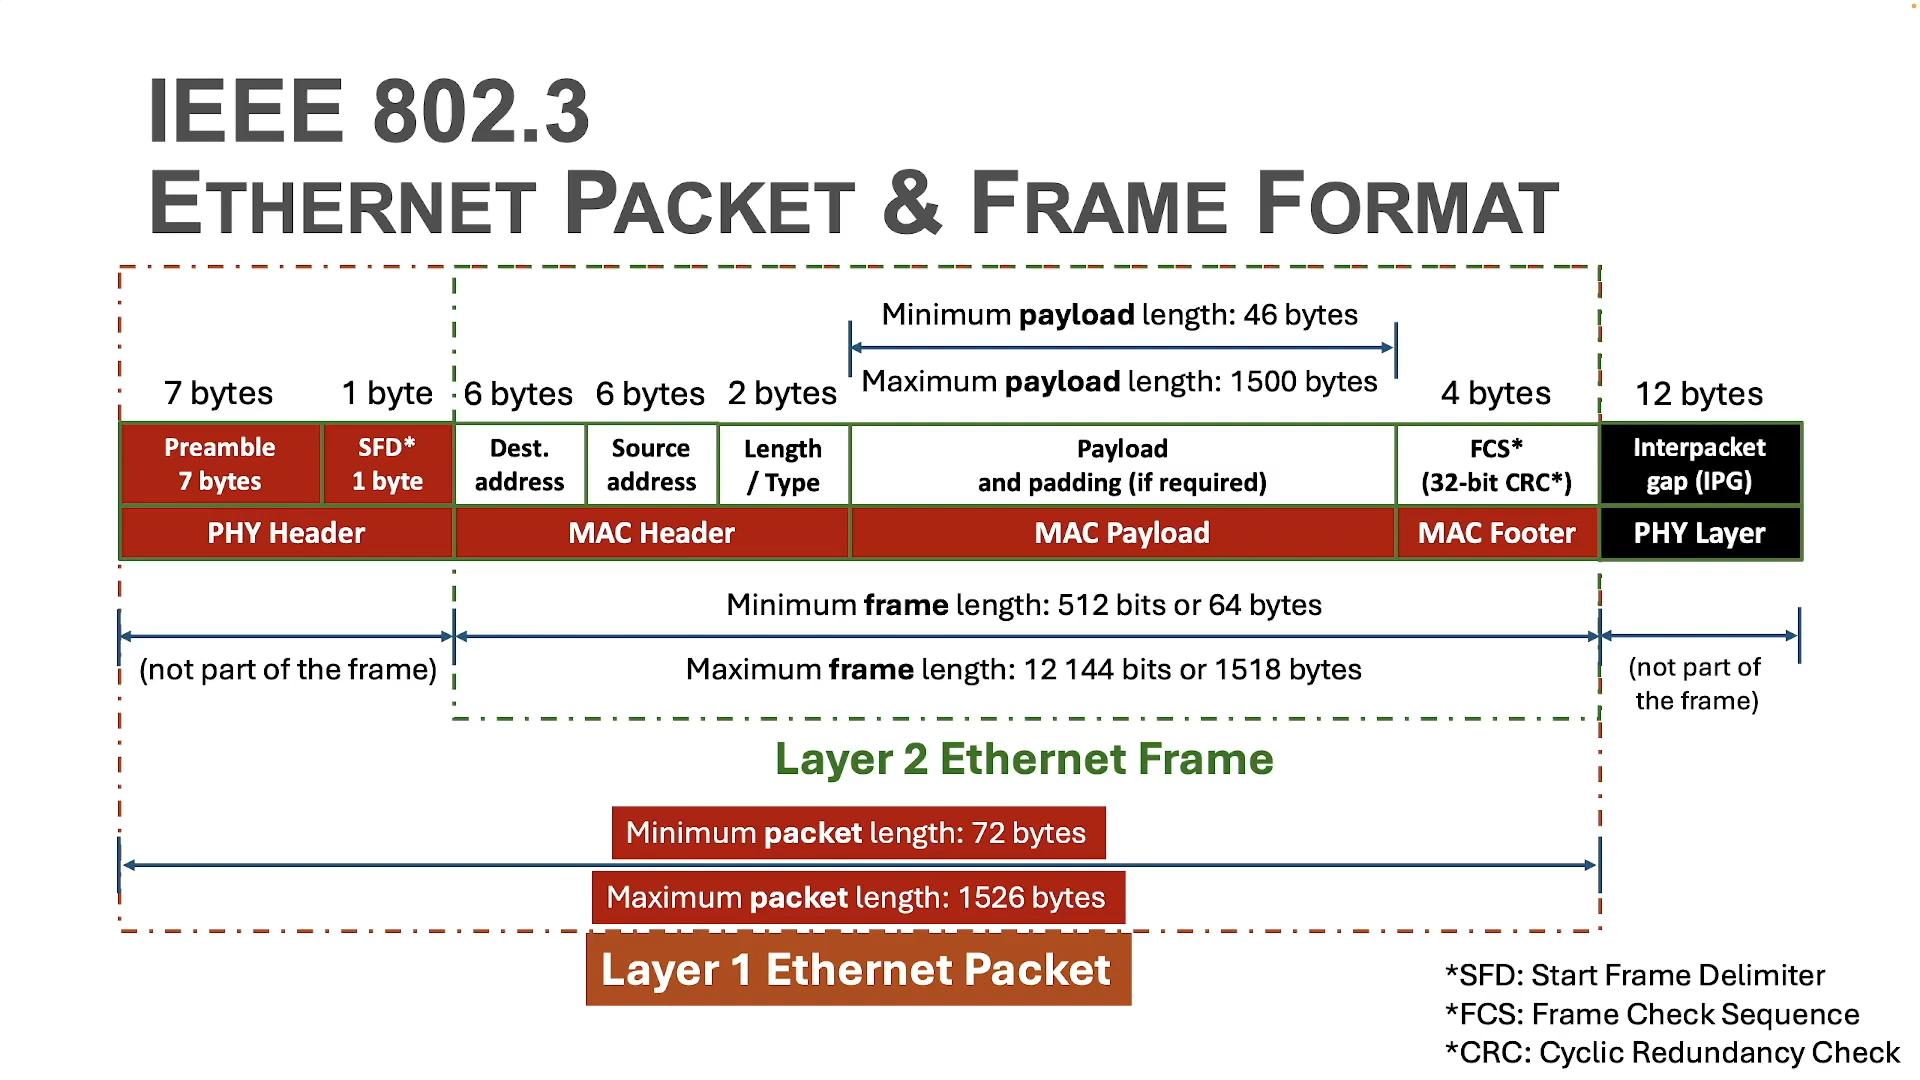 IEEE 802.3
ETHERNET PACKET & FRAME FORMAT
Minimum payload length: 46 bytes
Maximum payload length: 1500 bytes
7 bytes 1 byte 6 bytes 6 bytes 2 bytes 4 bytes 12 bytes
Preamble
7 bytes
SFD*
1 byte
Dest.
address
Source
address
Length
/ Type
Payload
and padding (if required)
FCS*
(32-bit CRC*)
Interpacket
gap (IPG)
PHY Header MAC Header MAC Payload MAC Footer PHY Layer
Minimum frame length: 512 bits or 64 bytes
(not part of the frame)
Maximum frame length: 12 144 bits or 1518 bytes
(not part of
the frame)
Layer 2 Ethernet Frame
Minimum packet length: 72 bytes
Maximum packet length: 1526 bytes
Layer 1 Ethernet Packet
*SFD: Start Frame Delimiter
*FCS: Frame Check Sequence
*CRC: Cyclic Redundancy Check